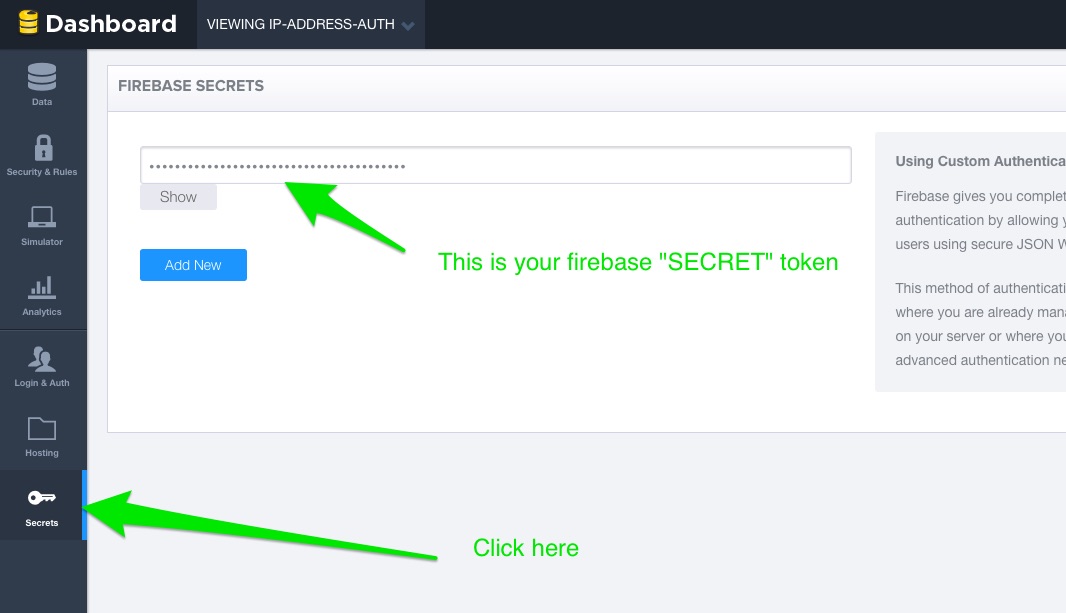 Dashboard
VIEWING IP-ADDRESS-AUTH
Data
Security & Rules
Simulator
Analytics
Login & Auth
Hosting
Secrets
FIREBASE SECRETS
Show
Add New
This is your firebase "SECRET" token
Click here
Using Custom Authentica
Firebase gives you complet
authentication by allowing y
users using secure JSON W
This method of authenticati
where you are already mana
on your server or where you
advanced authentication ne